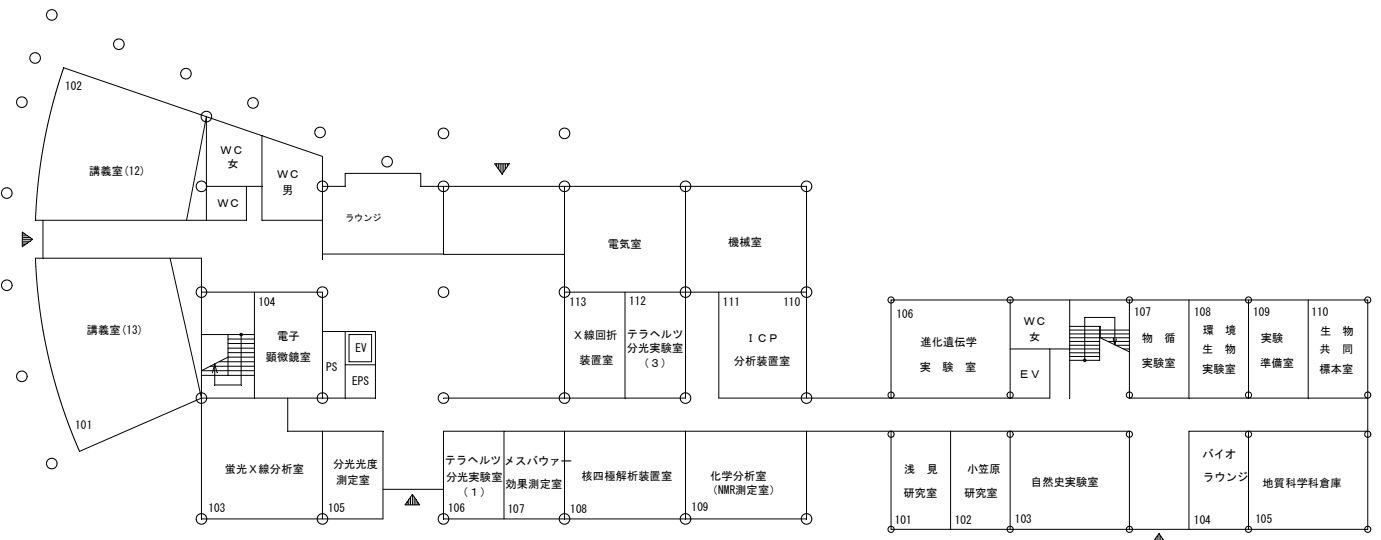 102
講義室(12)
ＷＣ
女
ＷＣ
男
ＷＣ
ラウンジ
電気室
機械室
講義室(13)
101
104
電子
顕微鏡室
PS
EV
EPS
113
Ｘ線回折
装置室
112
テラヘルツ
分光実験室
(3)
111
110
ＩＣＰ
分析装置室
106
進化遺伝学
実 験 室
ＷＣ
女
ＥＶ
107
物 循
実験室
108
環 境
生 物
実験室
109
実験
準備室
110
生 物
共 同
標本室
蛍光Ｘ線分析室
103
分光光度
測定室
105
テラヘルツ
分光実験室
(1)
106
メスバウァー
効果測定室
107
核四極解析装置室
108
化学分析室
(NMR測定室)
109
浅 見
研究室
101
小笠原
研究室
102
自然史実験室
103
バイオ
ラウンジ
104
地質科学科倉庫
105